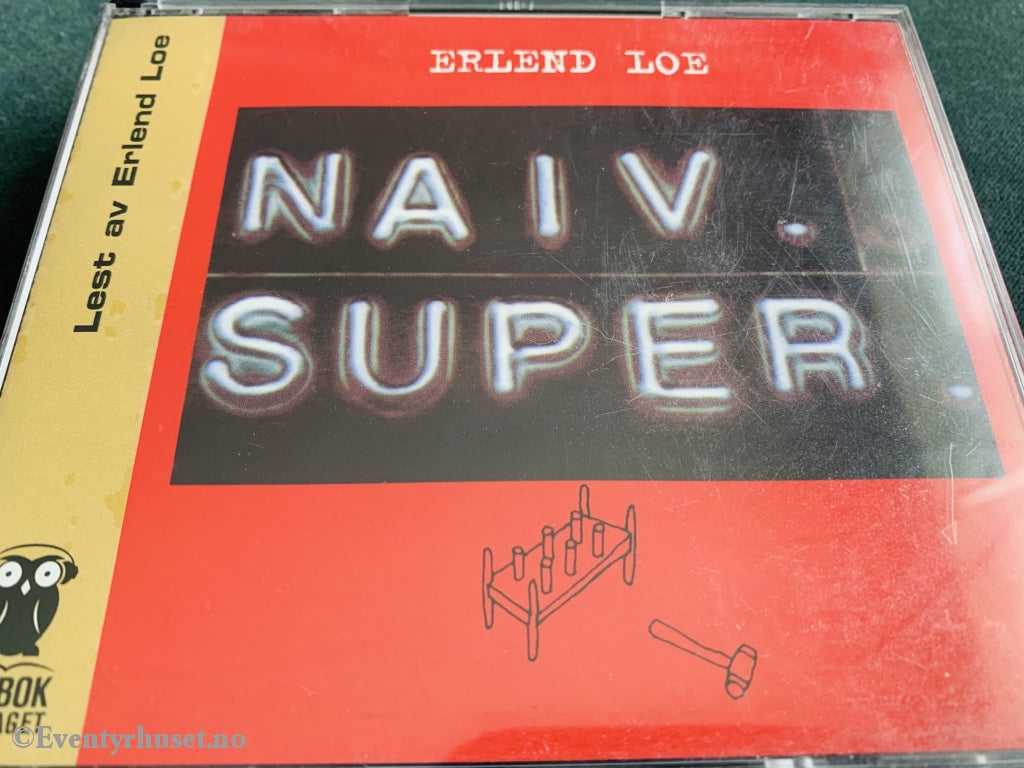 ERLEND LOE
NAIV.
SUPER.
Lest av Erlend Loe
BOK
©Eventyrhuset.no